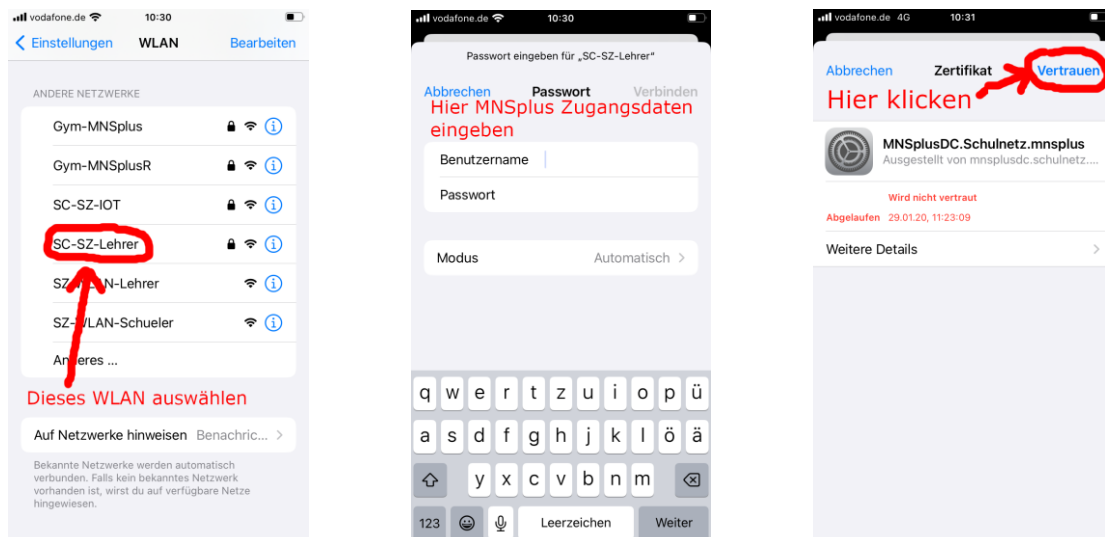 vodafone.de 10:30
Einstellungen WLAN Bearbeiten
ANDERE NETZWERKE
Gym-MNSplus
Gym-MNSplusR
SC-SZ-IOT
SC-SZ-Lehrer
SZ-WLAN-Lehrer
SZ-WLAN-Schueler
Anderes ...
Dieses WLAN auswählen
Auf Netzwerke hinweisen Benachric... >
Bekannte Netzwerke werden automatisch
verbunden. Falls kein bekanntes Netzwerk
vorhanden ist, wirst du auf verfügbare Netze
hingewiesen.
vodafone.de 10:30
Passwort eingeben für „SC-SZ-Lehrer“
Abbrechen Passwort Verbinden
Hier MNSplus Zugangsdaten
eingeben
Benutzername
Passwort
Modus Automatisch >
q w e r t z u i o p ü
a s d f g h j k l ö ä
y x c v b n m
123 Leerzeichen Weiter
vodafone.de 4G 10:31
Abbrechen Zertifikat Vertrauen
Hier klicken
MNSplusDC.Schulnetz.mnsplus
Ausgestellt von mnsplusdc.schulnetz....
Wird nicht vertraut
Abgelaufen 29.01.20, 11:23:09
Weitere Details >